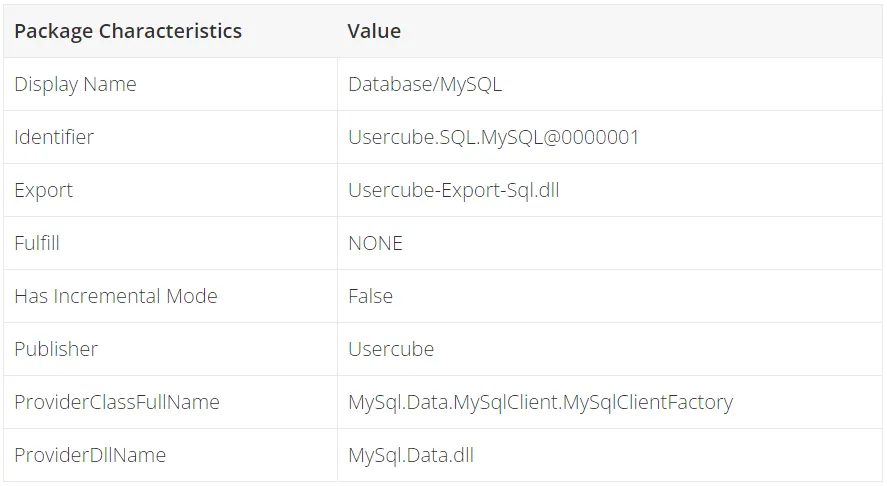 Package Characteristics Value
Display Name Database/MySQL
Identifier Usercube.SQL.MySQL@0000001
Export Usercube-Export-Sql.dll
Fulfill NONE
Has Incremental Mode False
Publisher Usercube
ProviderClassFullName MySql.Data.MySqlClient.MySqlClientFactory
ProviderDllName MySql.Data.dll